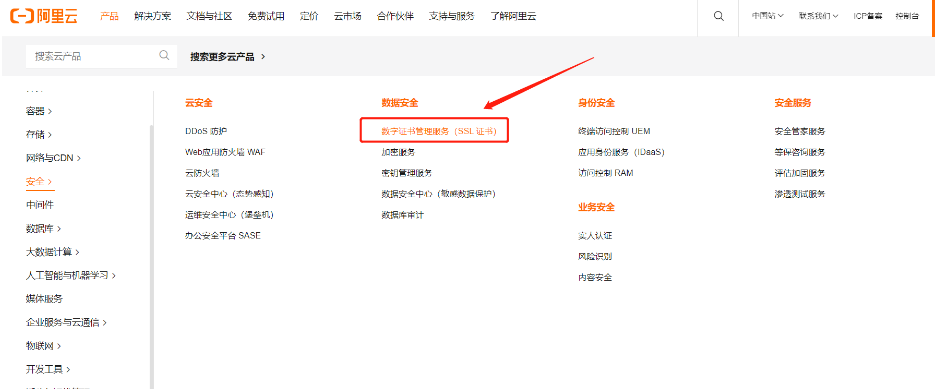 阿里云 产品 解决方案 文档与社区 免费试用 定价 云市场 合作伙伴 支持与服务 了解阿里云 中国站 联系我们 ICP备案 控制台
搜索云产品 搜索更多云产品 >
容器 >
存储 >
网络与CDN >
安全 >
中间件
数据库 >
大数据计算 >
人工智能与机器学习 >
媒体服务
企业服务与云通信 >
物联网 >
开发工具 >
云安全
DDoS 防护
Web应用防火墙 WAF
云防火墙
云安全中心（态势感知）
运维安全中心（堡垒机）
办公安全平台 SASE
数据安全
数字证书管理服务（SSL 证书）
加密服务
密钥管理服务
数据安全中心（敏感数据保护）
数据库审计
身份安全
终端访问控制 UEM
应用身份服务（IDaaS）
访问控制 RAM
业务安全
实人认证
风险识别
内容安全
安全服务
安全管家服务
等保咨询服务
评估加固服务
渗透测试服务